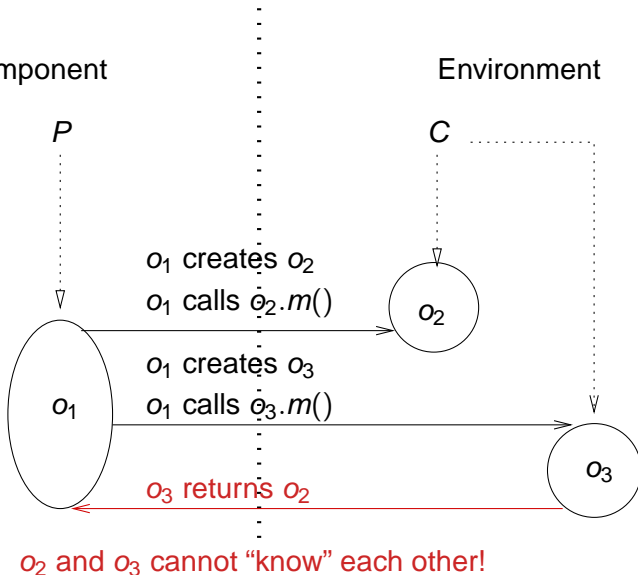 mponent Environment
P C
o₁ creates o₂
o₁ calls o₂.m()
o₂
o₁ creates o₃
o₁ calls o₃.m()
o₁
o₃
o₃ returns o₂
o₂ and o₃ cannot “know” each other!